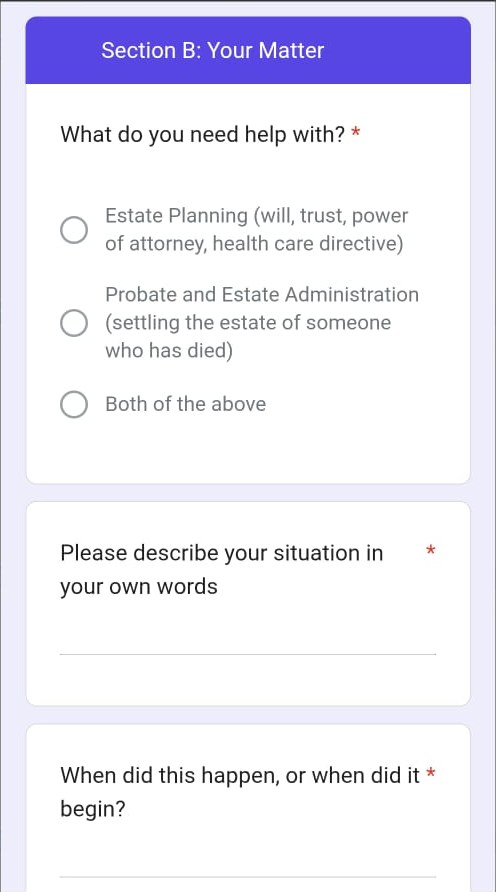 Section B: Your Matter
What do you need help with? *
Estate Planning (will, trust, power
of attorney, health care directive)
Probate and Estate Administration
(settling the estate of someone
who has died)
Both of the above
Please describe your situation in *
your own words
When did this happen, or when did it *
begin?